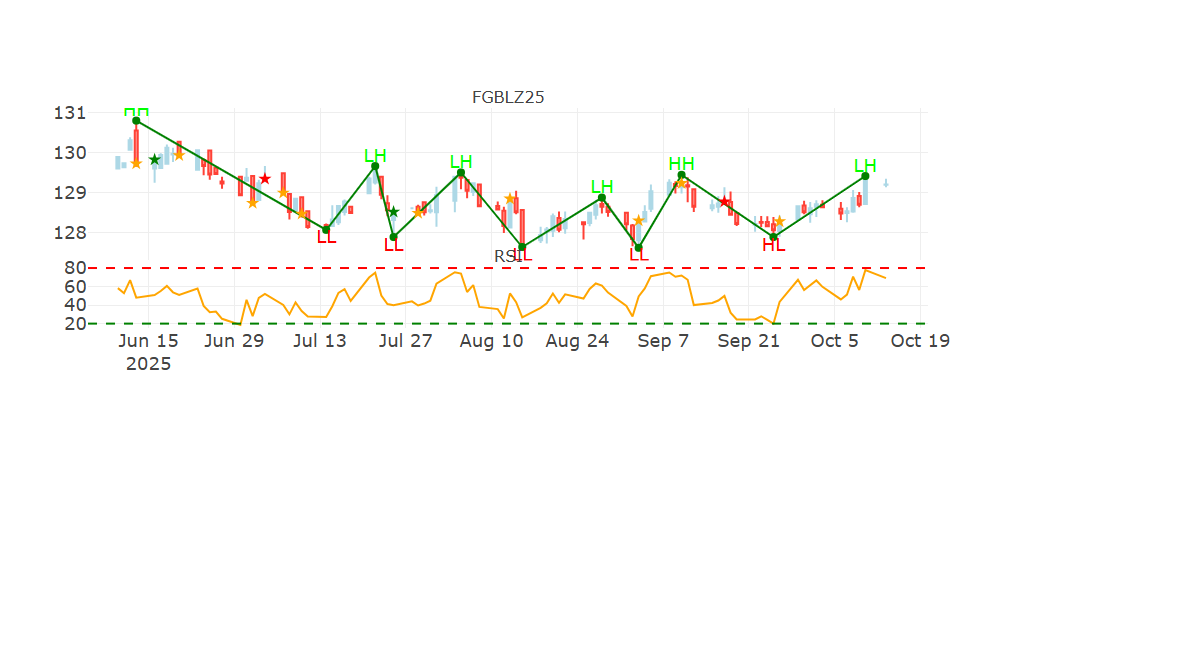 FGBLZ25
131
130
129
128
HH
LL
LH
LL
LH
LL
LH
LL
HH
HL
LH
RSI
80
60
40
20
Jun 15 Jun 29 Jul 13 Jul 27 Aug 10 Aug 24 Sep 7 Sep 21 Oct 5 Oct 19
2025